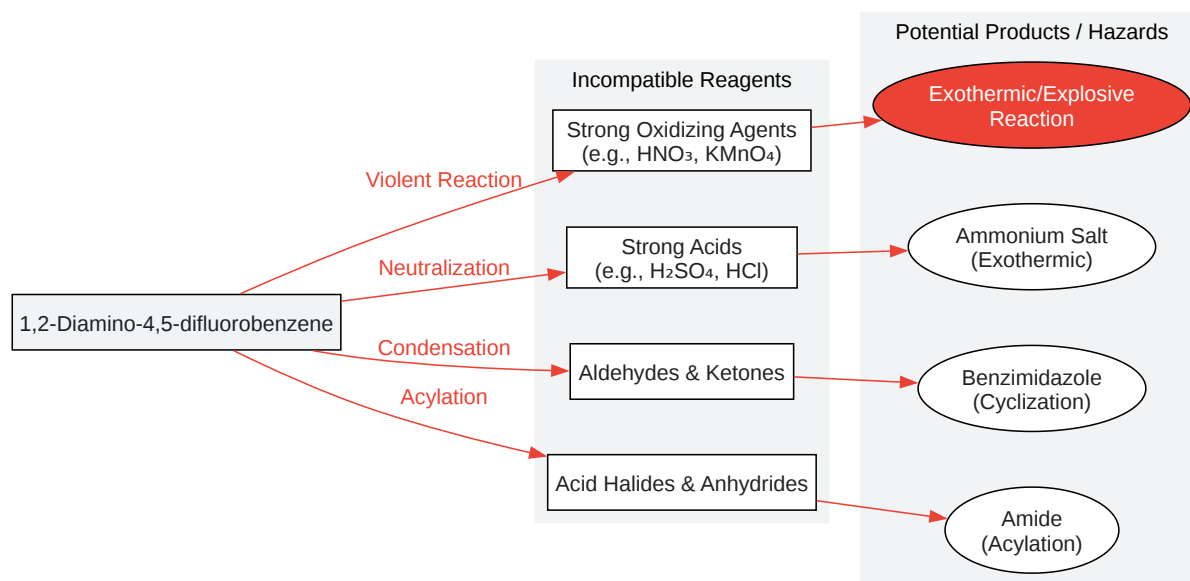 Potential Products / Hazards
Incompatible Reagents
Exothermic/Explosive
Reaction
Strong Oxidizing Agents
(e.g., HNO₃, KMnO₄)
Violent Reaction
Strong Acids
(e.g., H₂SO₄, HCl)
Ammonium Salt
(Exothermic)
Neutralization
1,2-Diamino-4,5-difluorobenzene
Condensation
Aldehydes & Ketones
Benzimidazole
(Cyclization)
Acylation
Acid Halides & Anhydrides
Amide
(Acylation)